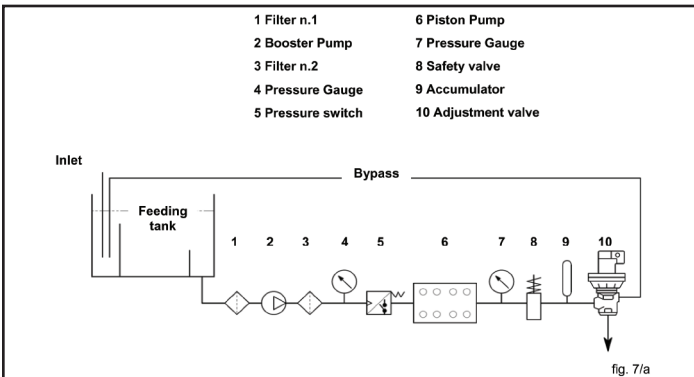 1 Filter n.1
2 Booster Pump
3 Filter n.2
4 Pressure Gauge
5 Pressure switch
6 Piston Pump
7 Pressure Gauge
8 Safety valve
9 Accumulator
10 Adjustment valve
Inlet
Bypass
Feeding
tank
1 2 3 4 5 6 7 8 9 10
fig. 7/a